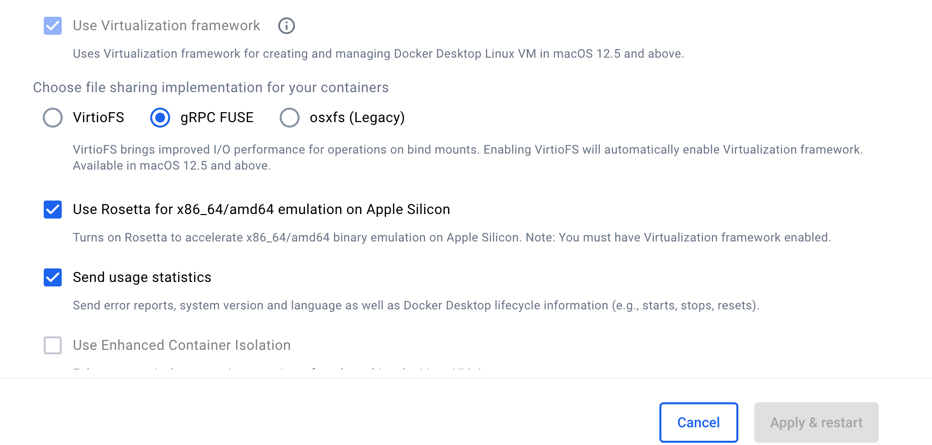 Use Virtualization framework
Uses Virtualization framework for creating and managing Docker Desktop Linux VM in macOS 12.5 and above.
Choose file sharing implementation for your containers
VirtioFS gRPC FUSE osxfs (Legacy)
VirtioFS brings improved I/O performance for operations on bind mounts. Enabling VirtioFS will automatically enable Virtualization framework.
Available in macOS 12.5 and above.
Use Rosetta for x86_64/amd64 emulation on Apple Silicon
Turns on Rosetta to accelerate x86_64/amd64 binary emulation on Apple Silicon. Note: You must have Virtualization framework enabled.
Send usage statistics
Send error reports, system version and language as well as Docker Desktop lifecycle information (e.g., starts, stops, resets).
Use Enhanced Container Isolation
Cancel Apply & restart